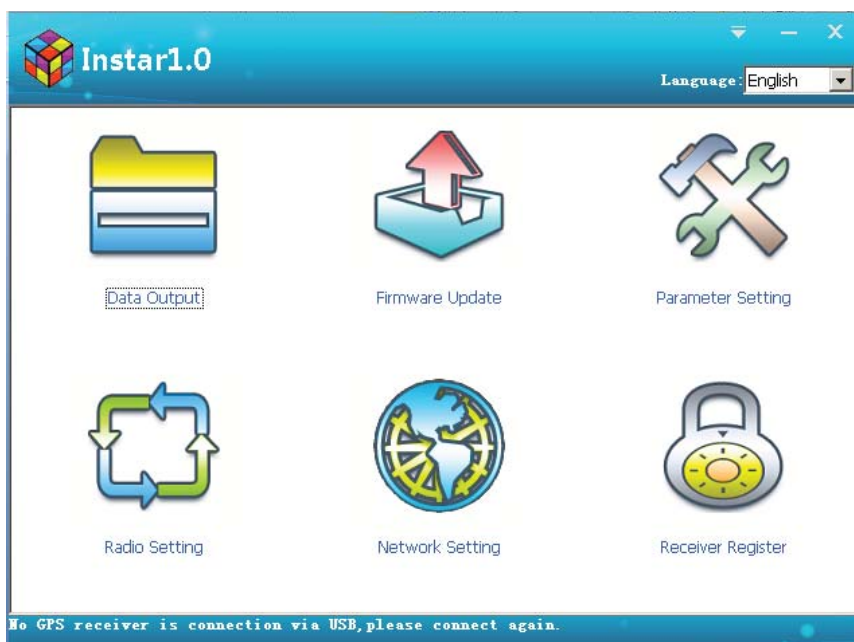 Instar1.0
Language: English
Data Output
Firmware Update
Parameter Setting
Radio Setting
Network Setting
Receiver Register
No GPS receiver is connection via USB,please connect again.